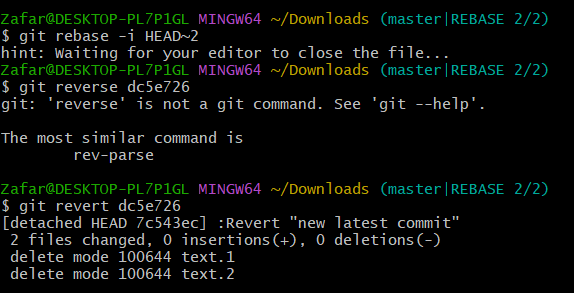 Zafar@DESKTOP-PL7P1GL MINGW64 ~/Downloads (master|REBASE 2/2)
$ git rebase -i HEAD~2
hint: Waiting for your editor to close the file...
Zafar@DESKTOP-PL7P1GL MINGW64 ~/Downloads (master|REBASE 2/2)
$ git reverse dc5e726
git: 'reverse' is not a git command. See 'git --help'.
The most similar command is
rev-parse
Zafar@DESKTOP-PL7P1GL MINGW64 ~/Downloads (master|REBASE 2/2)
$ git revert dc5e726
[detached HEAD 7c543ec] :Revert "new latest commit"
2 files changed, 0 insertions(+), 0 deletions(-)
delete mode 100644 text.1
delete mode 100644 text.2